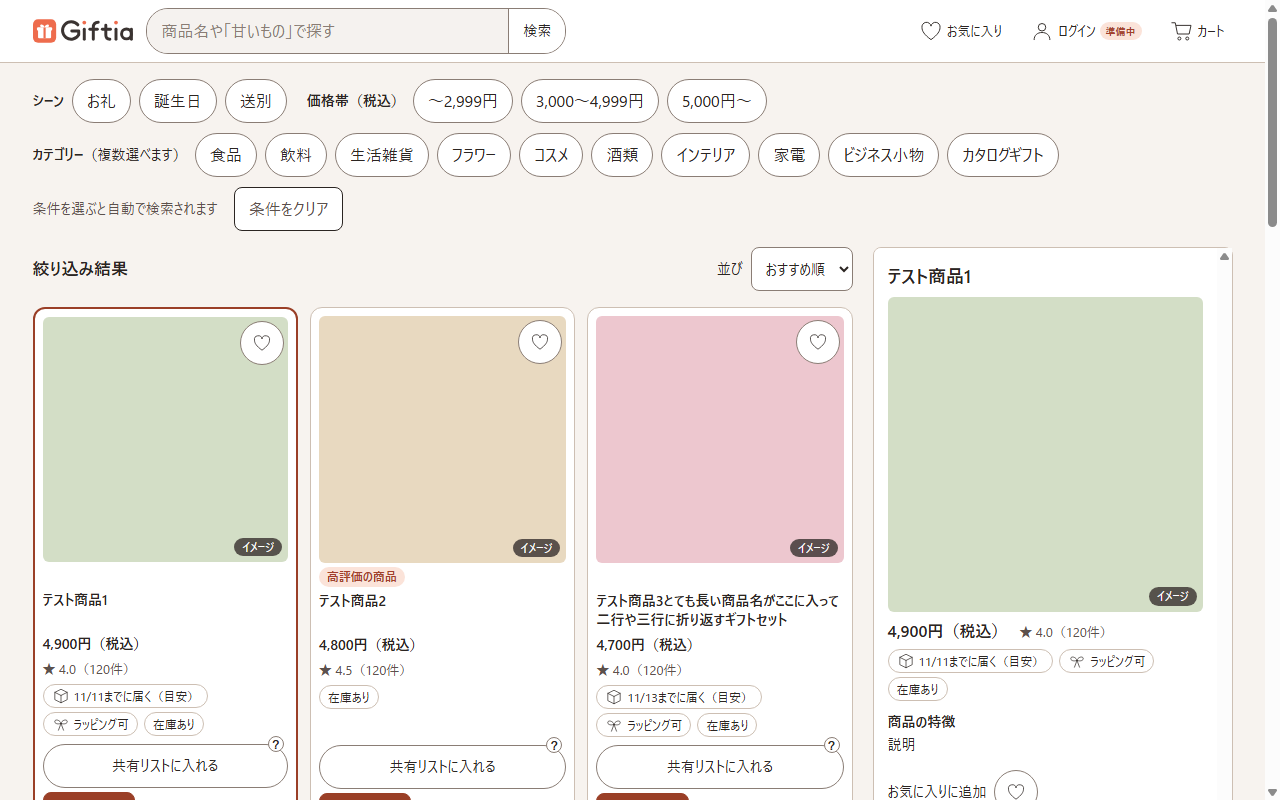 Giftia
商品名や「甘いもの」で探す
検索
お気に入り
ログイン 準備中
カート
シーン お礼 誕生日 送別 価格帯（税込） ～2,999円 3,000～4,999円 5,000円～
カテゴリー（複数選べます） 食品 飲料 生活雑貨 フラワー コスメ 酒類 インテリア 家電 ビジネス小物 カタログギフト
条件を選ぶと自動で検索されます 条件をクリア
絞り込み結果
並び おすすめ順
イメージ
テスト商品1
4,900円（税込）
★ 4.0（120件）
11/11までに届く（目安）
ラッピング可 在庫あり
共有リストに入れる ?
イメージ
高評価の商品
テスト商品2
4,800円（税込）
★ 4.5（120件）
在庫あり
共有リストに入れる ?
イメージ
テスト商品3とても長い商品名がここに入って
二行や三行に折り返すギフトセット
4,700円（税込）
★ 4.0（120件）
11/13までに届く（目安）
ラッピング可 在庫あり
共有リストに入れる ?
テスト商品1
イメージ
4,900円（税込） ★ 4.0（120件）
11/11までに届く（目安） ラッピング可
在庫あり
商品の特徴
説明
お気に入りに追加